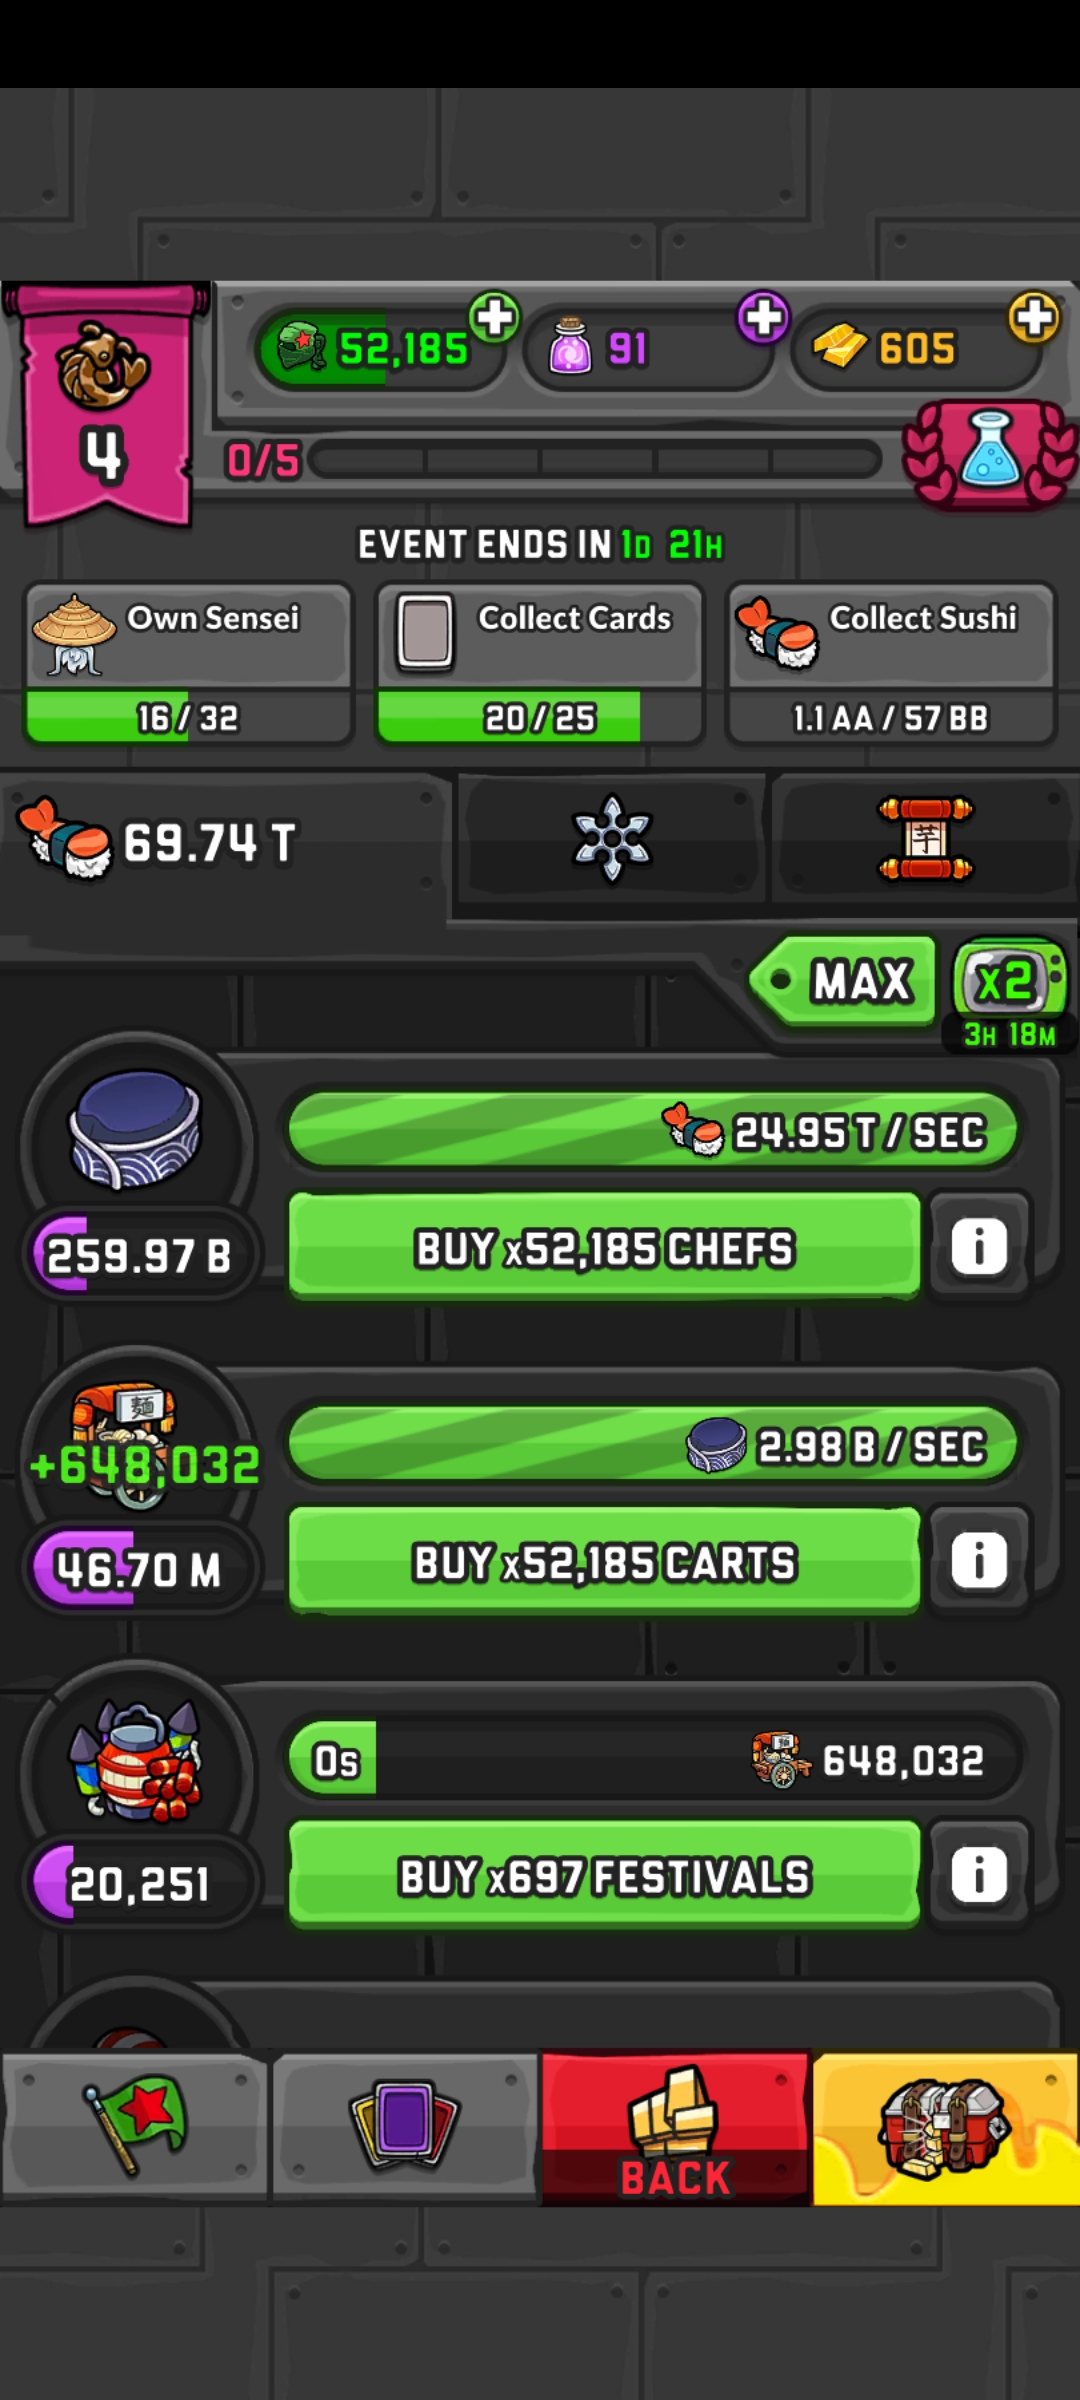 52,185
91
605
4
0/5
EVENT ENDS IN 1D 21H
Own Sensei
Collect Cards
Collect Sushi
16 / 32
20 / 25
1.1 AA / 57 BB
69.74 T
芋
MAX
x2
3H 18M
24.95 T / SEC
259.97 B
BUY x52,185 CHEFS
i
麺
+648,032
2.98 B / SEC
46.70 M
BUY x52,185 CARTS
i
0s
648,032
20,251
BUY x697 FESTIVALS
i
BACK